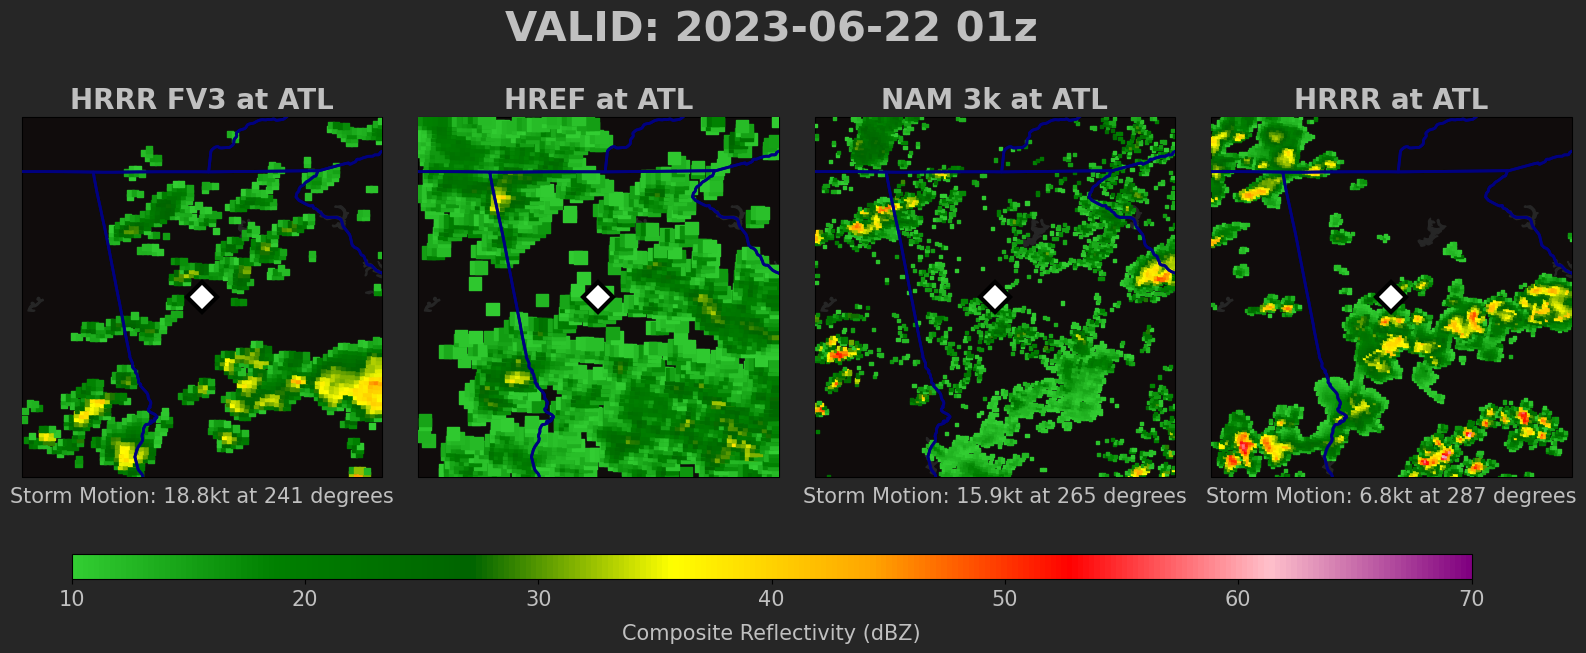 VALID: 2023-06-22 01z
HRRR FV3 at ATL
HREF at ATL
NAM 3k at ATL
HRRR at ATL
Storm Motion: 18.8kt at 241 degrees
Storm Motion: 15.9kt at 265 degrees
Storm Motion: 6.8kt at 287 degrees
10 20 30 40 50 60 70
Composite Reflectivity (dBZ)